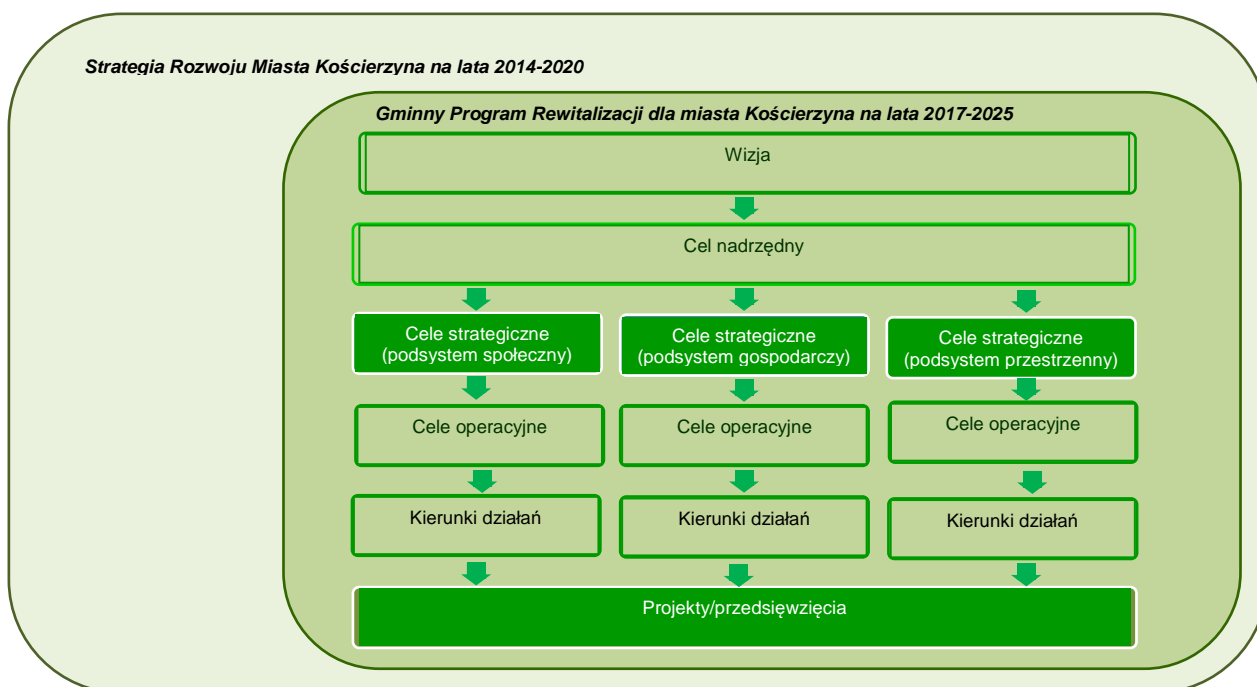 Strategia Rozwoju Miasta Kościerzyna na lata 2014-2020
Gminny Program Rewitalizacji dla miasta Kościerzyna na lata 2017-2025
Wizja
Cel nadrzędny
Cele strategiczne
(podsystem społeczny)
Cele strategiczne
(podsystem gospodarczy)
Cele strategiczne
(podsystem przestrzenny)
Cele operacyjne
Cele operacyjne
Cele operacyjne
Kierunki działań
Kierunki działań
Kierunki działań
Projekty/przedsięwzięcia